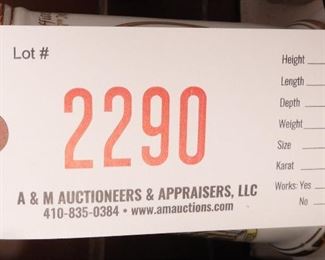 Lot #
2290
A & M AUCTIONEERS & APPRAISERS, LLC
410-835-0384 • www.amauctions.com
Height
Length
Depth
Weight
Size
Karat
Works: Yes
No